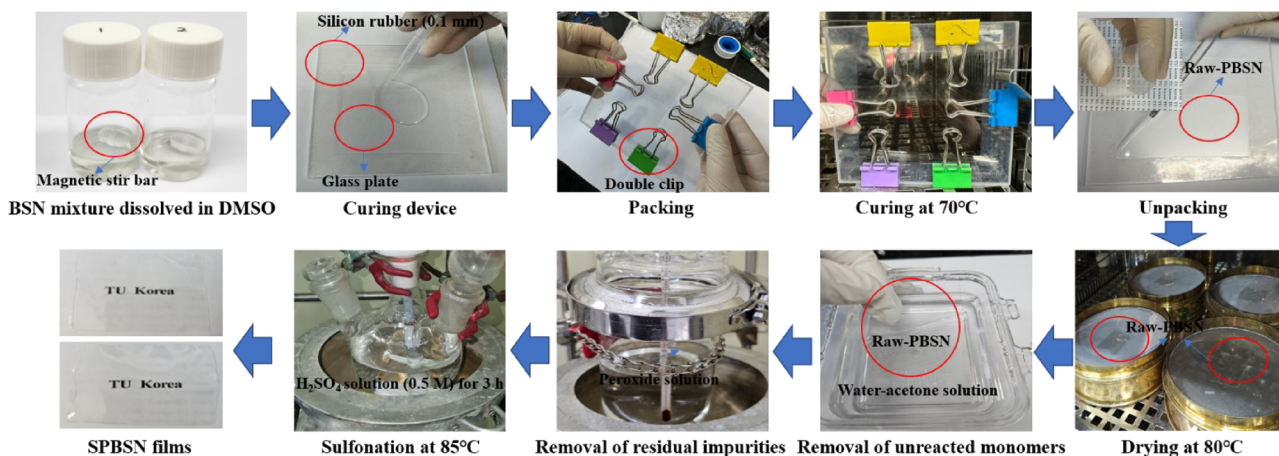 1 2
Magnetic stir bar
BSN mixture dissolved in DMSO
Silicon rubber (0.1 mm)
Glass plate
Curing device
Double clip
Packing
Curing at 70°C
Raw-PBSN
Unpacking
TU Korea
TU Korea
SPBSN films
H₂SO₄ solution (0.5 M) for 3 h
Sulfonation at 85°C
Peroxide solution
Removal of residual impurities
Raw-PBSN
Water-acetone solution
Removal of unreacted monomers
Raw-PBSN
Drying at 80°C